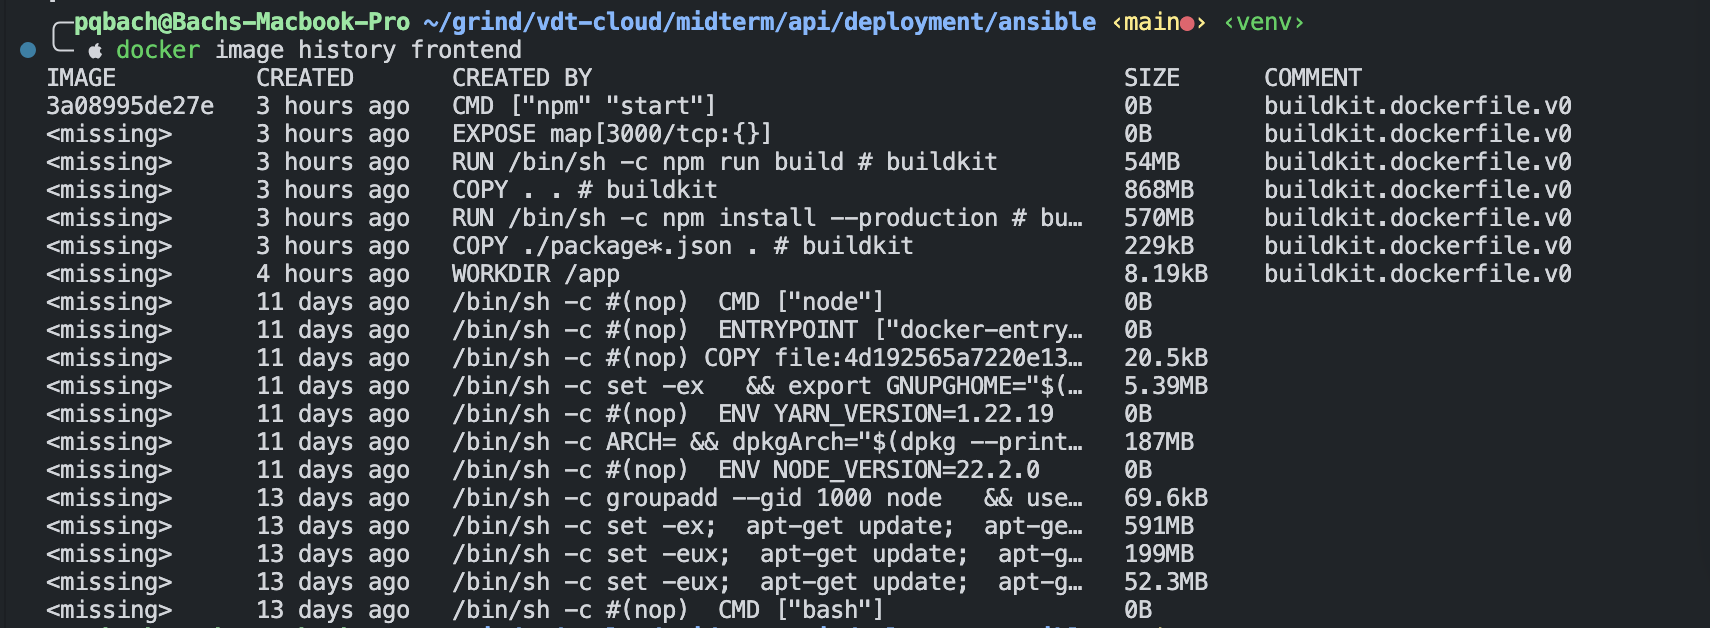 pqbach@Bachs-Macbook-Pro ~/grind/vdt-cloud/midterm/api/deployment/ansible ‹main●› ‹venv›
docker image history frontend
IMAGE CREATED CREATED BY SIZE COMMENT
3a08995de27e 3 hours ago CMD ["npm" "start"] 0B buildkit.dockerfile.v0
<missing> 3 hours ago EXPOSE map[3000/tcp:{}] 0B buildkit.dockerfile.v0
<missing> 3 hours ago RUN /bin/sh -c npm run build # buildkit 54MB buildkit.dockerfile.v0
<missing> 3 hours ago COPY . . # buildkit 868MB buildkit.dockerfile.v0
<missing> 3 hours ago RUN /bin/sh -c npm install --production # bu… 570MB buildkit.dockerfile.v0
<missing> 3 hours ago COPY ./package*.json . # buildkit 229kB buildkit.dockerfile.v0
<missing> 4 hours ago WORKDIR /app 8.19kB buildkit.dockerfile.v0
<missing> 11 days ago /bin/sh -c #(nop)  CMD ["node"] 0B
<missing> 11 days ago /bin/sh -c #(nop)  ENTRYPOINT ["docker-entry… 0B
<missing> 11 days ago /bin/sh -c #(nop) COPY file:4d192565a7220e13… 20.5kB
<missing> 11 days ago /bin/sh -c set -ex   && export GNUPGHOME="$(… 5.39MB
<missing> 11 days ago /bin/sh -c #(nop)  ENV YARN_VERSION=1.22.19 0B
<missing> 11 days ago /bin/sh -c ARCH= && dpkgArch="$(dpkg --print… 187MB
<missing> 11 days ago /bin/sh -c #(nop)  ENV NODE_VERSION=22.2.0 0B
<missing> 13 days ago /bin/sh -c groupadd --gid 1000 node   && use… 69.6kB
<missing> 13 days ago /bin/sh -c set -ex;  apt-get update;  apt-ge… 591MB
<missing> 13 days ago /bin/sh -c set -eux;  apt-get update;  apt-g… 199MB
<missing> 13 days ago /bin/sh -c set -eux;  apt-get update;  apt-g… 52.3MB
<missing> 13 days ago /bin/sh -c #(nop)  CMD ["bash"] 0B